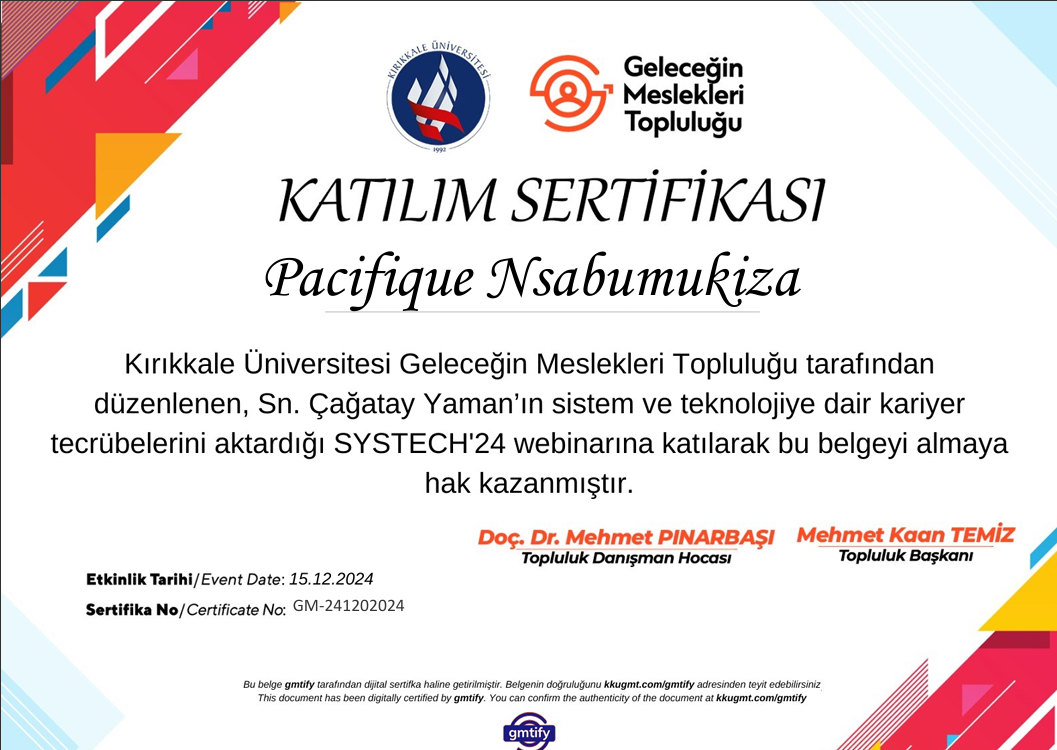 KIRIKKALE ÜNİVERSİTESİ
1992
Geleceğin
Meslekleri
Topluluğu
KATILIM SERTİFİKASI
Pacifique Nsabumukiza
Kırıkkale Üniversitesi Geleceğin Meslekleri Topluluğu tarafından
düzenlenen, Sn. Çağatay Yaman’ın sistem ve teknolojiye dair kariyer
tecrübelerini aktardığı SYSTECH'24 webinarına katılarak bu belgeyi almaya
hak kazanmıştır.
Doç. Dr. Mehmet PINARBAŞI
Topluluk Danışman Hocası
Mehmet Kaan TEMİZ
Topluluk Başkanı
Etkinlik Tarihi/Event Date: 15.12.2024
Sertifika No/Certificate No: GM-241202024
Bu belge gmtify tarafından dijital sertifka haline getirilmiştir. Belgenin doğruluğunu kkugmt.com/gmtify adresinden teyit edebilirsiniz
This document has been digitally certified by gmtify. You can confirm the authenticity of the document at kkugmt.com/gmtify
gmtify